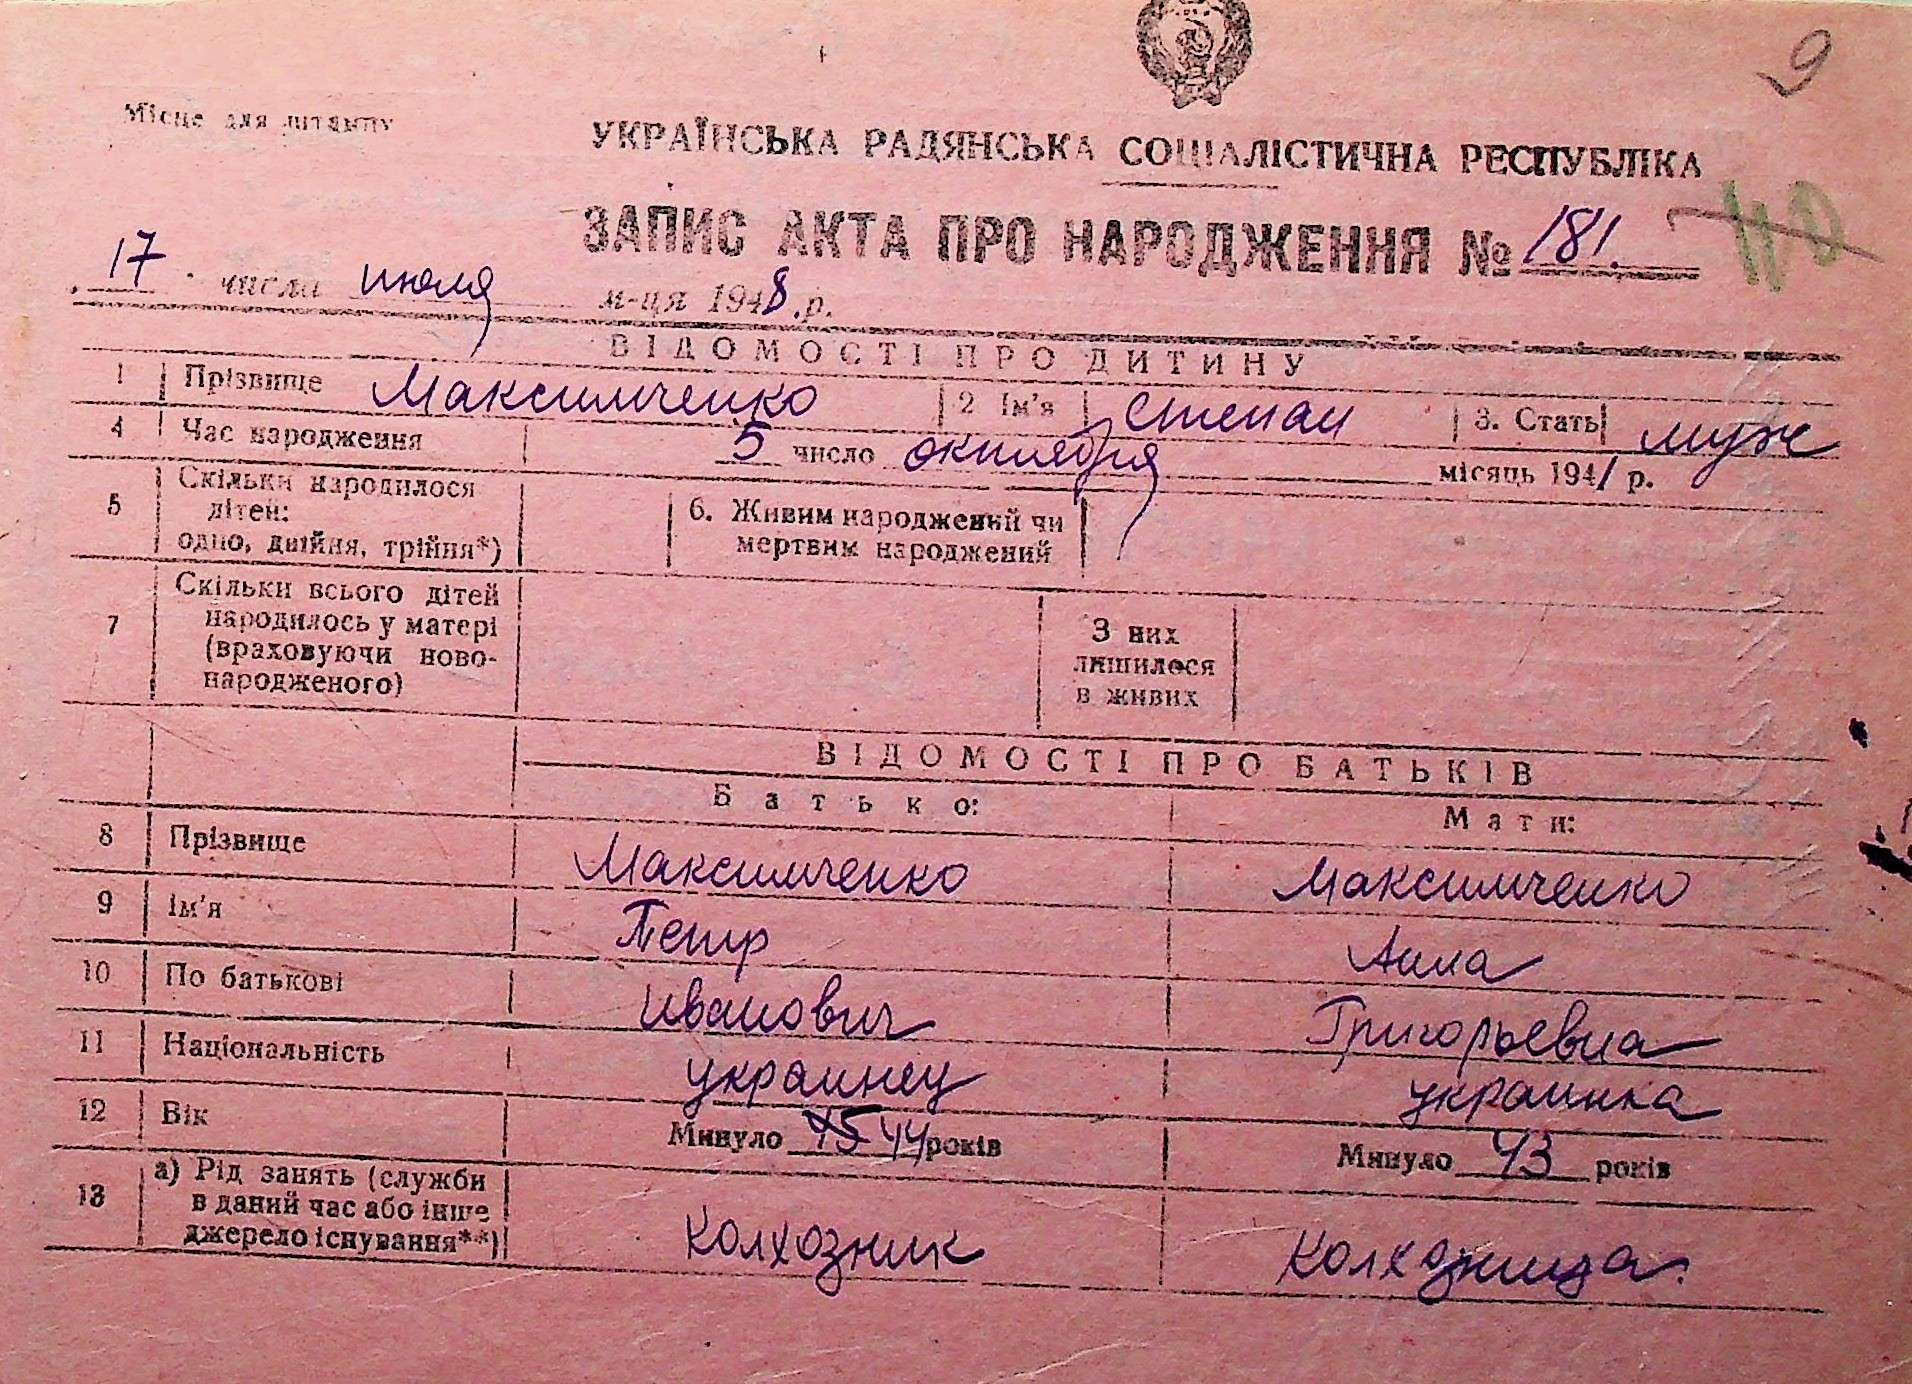 9
Місце для штампу
УКРАЇНСЬКА РАДЯНСЬКА СОЦІАЛІСТИЧНА РЕСПУБЛІКА
ЗАПИС АКТА ПРО НАРОДЖЕННЯ № 181.
17 числа июля м-ця 1948.р.
ВІДОМОСТІ ПРО ДИТИНУ
1 Прізвище Максимченко 2 Ім'я Степан 3. Стать муж
4 Час народження 5 число октября місяць 1941 р.
5 Скільки народилося
дітей:
одно, двійня, трійня*)
6. Живим народжений чи
мертвим народжений
7 Скільки всього дітей
народилось у матері
(враховуючи ново-
народженого)
З них
лишилося
в живих
ВІДОМОСТІ ПРО БАТЬКІВ
Батько: Мати:
8 Прізвище Максимченко Максимченко
9 Ім'я Петр Анна
10 По батькові Иванович Григорьевна
11 Національність украинец украинка
12 Вік Минуло 44 років Минуло 43 років
13 а) Рід занять (служби
в даний час або інше
джерело існування**)
Колхозник Колхозница.